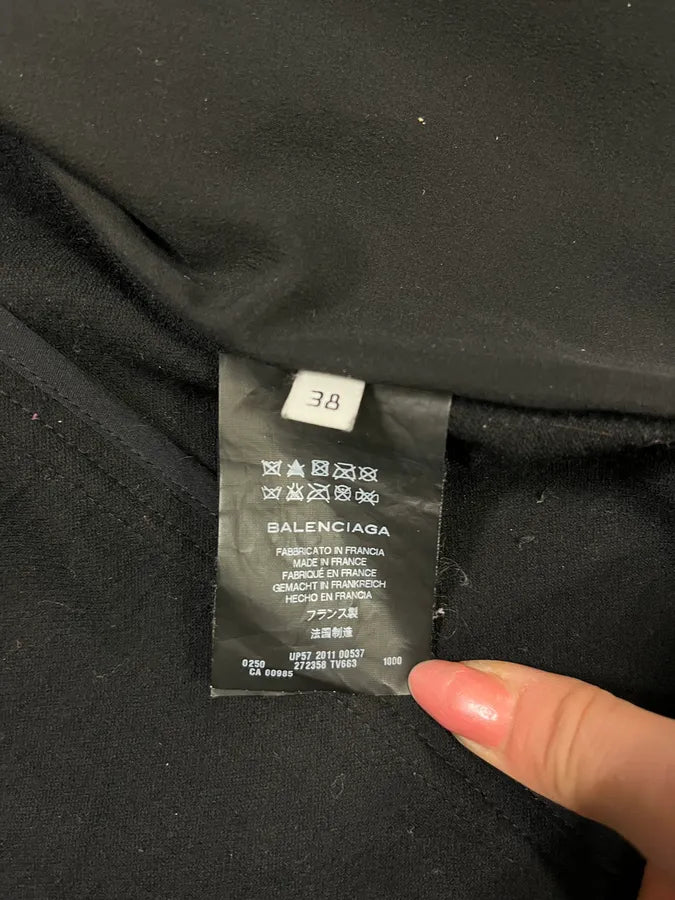 38
BALENCIAGA
FABBRICATO IN FRANCIA
MADE IN FRANCE
FABRIQUÉ EN FRANCE
GEMACHT IN FRANKREICH
HECHO EN FRANCIA
フランス製
法国制造
UP57 2011 00537
0250 272358 TV663 1000
CA 00985